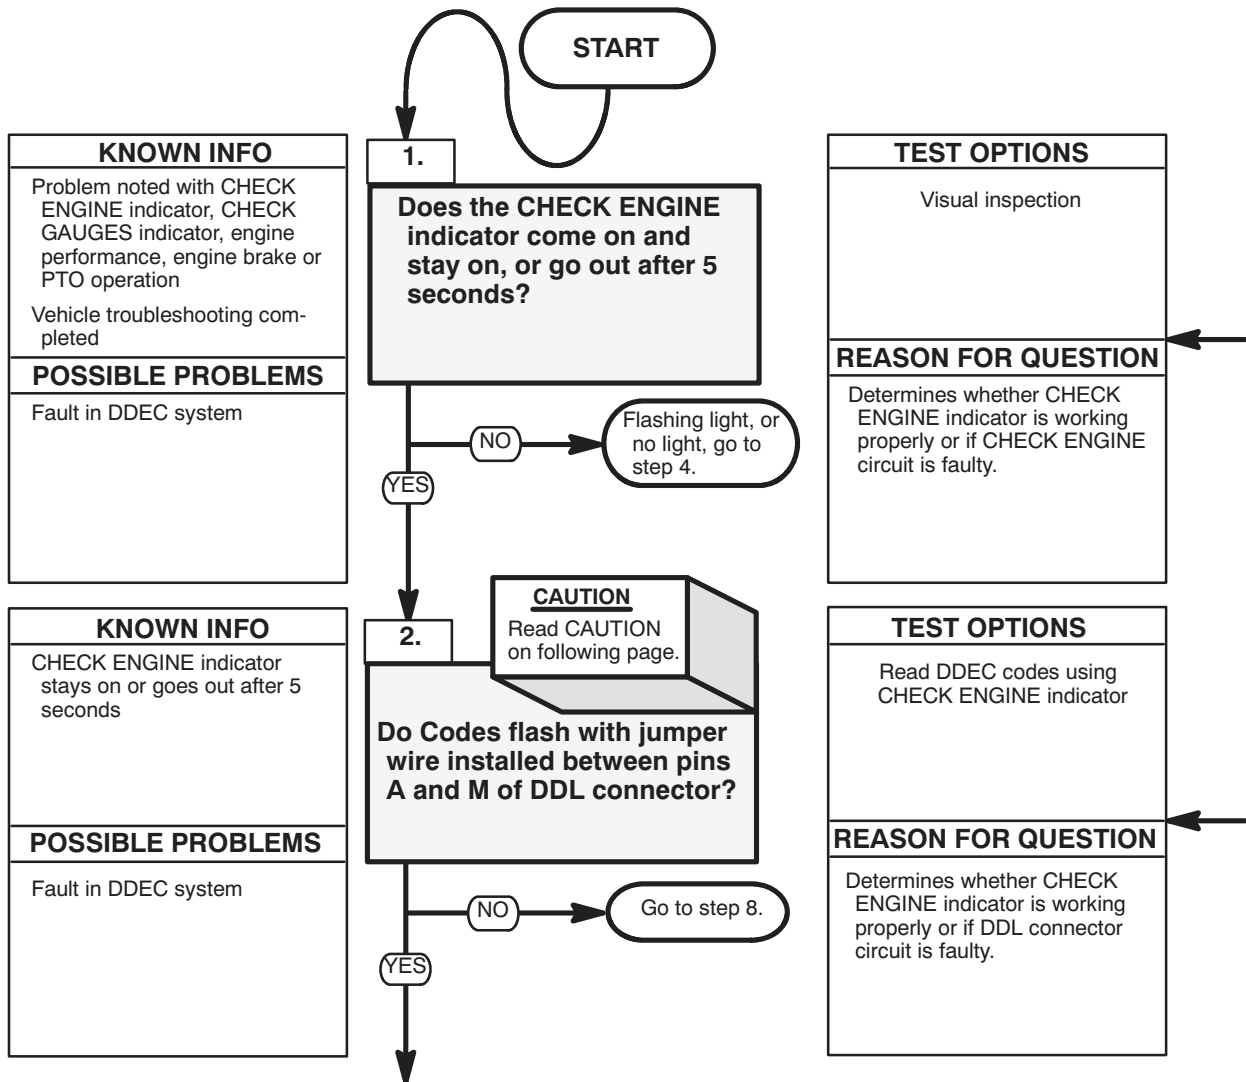 START
KNOWN INFO
Problem noted with CHECK
ENGINE indicator, CHECK
GAUGES indicator, engine
performance, engine brake or
PTO operation
Vehicle troubleshooting com-
pleted
POSSIBLE PROBLEMS
Fault in DDEC system
1.
Does the CHECK ENGINE
indicator come on and
stay on, or go out after 5
seconds?
NO
Flashing light, or
no light, go to
step 4.
YES
TEST OPTIONS
Visual inspection
REASON FOR QUESTION
Determines whether CHECK
ENGINE indicator is working
properly or if CHECK ENGINE
circuit is faulty.
KNOWN INFO
CHECK ENGINE indicator
stays on or goes out after 5
seconds
POSSIBLE PROBLEMS
Fault in DDEC system
CAUTION
Read CAUTION
on following page.
2.
Do Codes flash with jumper
wire installed between pins
A and M of DDL connector?
NO
Go to step 8.
YES
TEST OPTIONS
Read DDEC codes using
CHECK ENGINE indicator
REASON FOR QUESTION
Determines whether CHECK
ENGINE indicator is working
properly or if DDL connector
circuit is faulty.